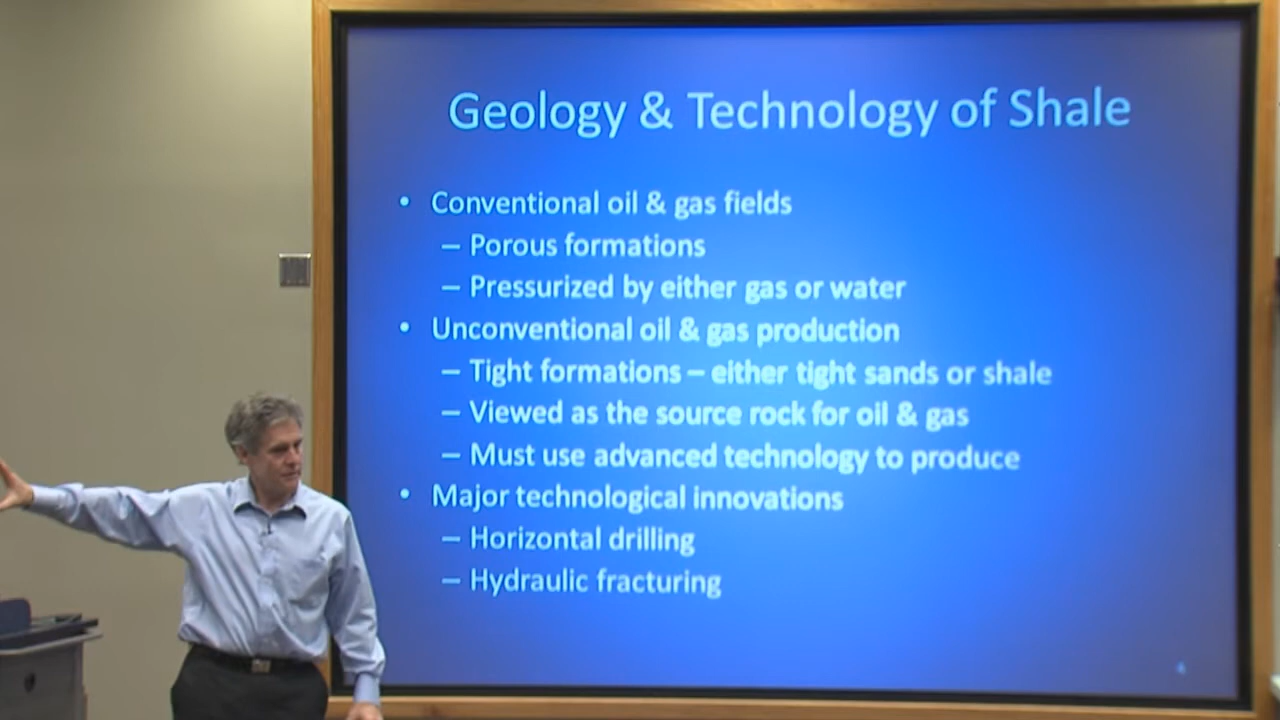 Geology & Technology of Shale
• Conventional oil & gas fields
– Porous formations
– Pressurized by either gas or water
• Unconventional oil & gas production
– Tight formations – either tight sands or shale
– Viewed as the source rock for oil & gas
– Must use advanced technology to produce
• Major technological innovations
– Horizontal drilling
– Hydraulic fracturing
4